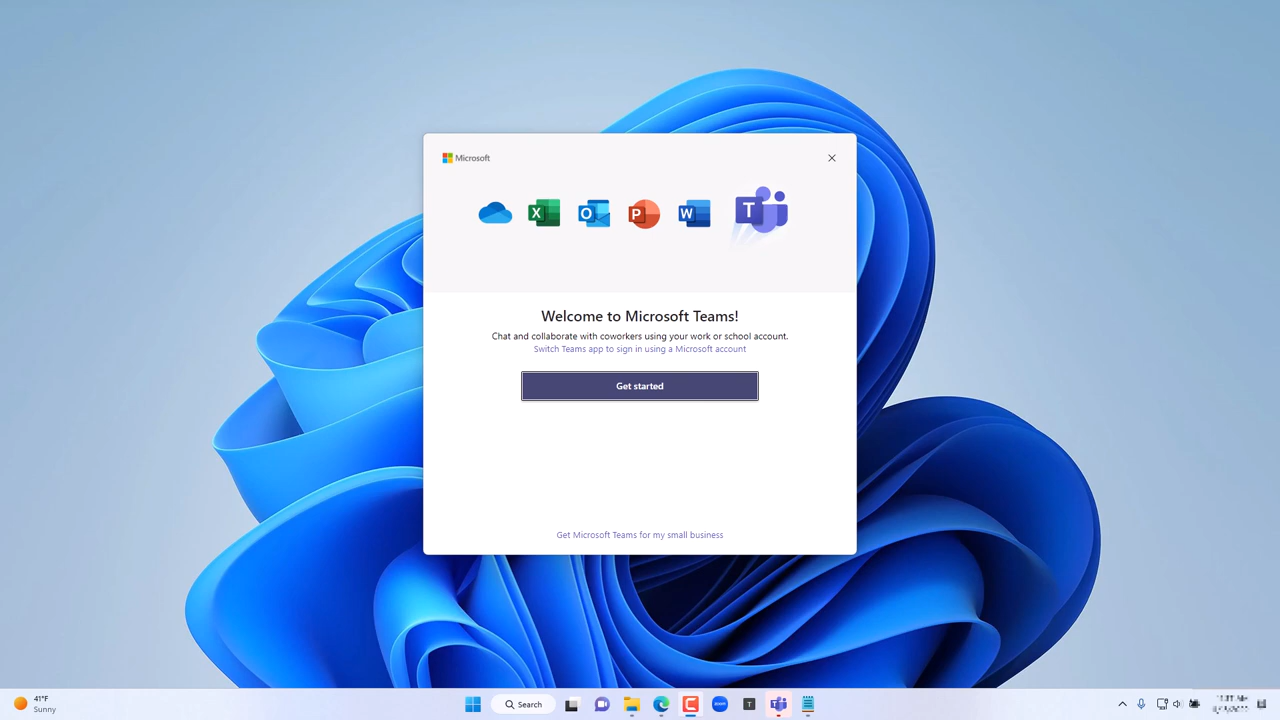 Microsoft
Welcome to Microsoft Teams!
Chat and collaborate with coworkers using your work or school account.
Switch Teams app to sign in using a Microsoft account
Get started
Get Microsoft Teams for my small business
41°F
Sunny
Search
zoom
T